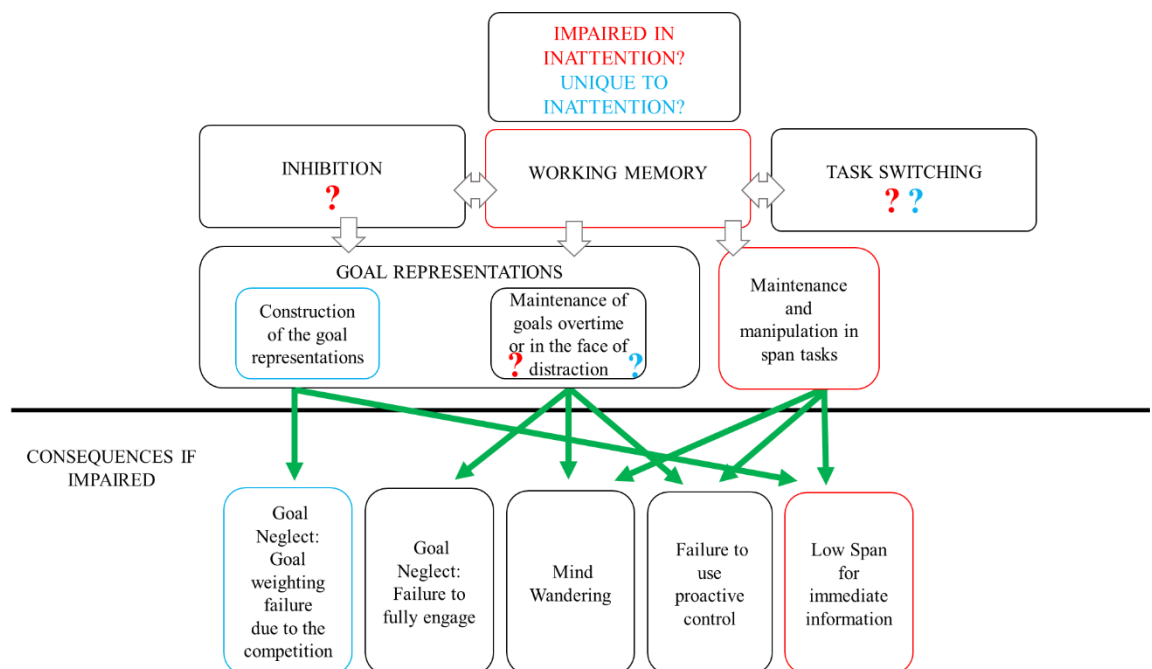 IMPAIRED IN
INATTENTION?
UNIQUE TO
INATTENTION?
INHIBITION
?
WORKING MEMORY
TASK SWITCHING
? ?
GOAL REPRESENTATIONS
Construction
of the goal
representations
Maintenance of
goals overtime
or in the face of
? distraction ?
Maintenance
and
manipulation in
span tasks
CONSEQUENCES IF
IMPAIRED
Goal
Neglect:
Goal
weighting
failure
due to the
competition
Goal
Neglect:
Failure to
fully engage
Mind
Wandering
Failure to
use
proactive
control
Low Span
for
immediate
information